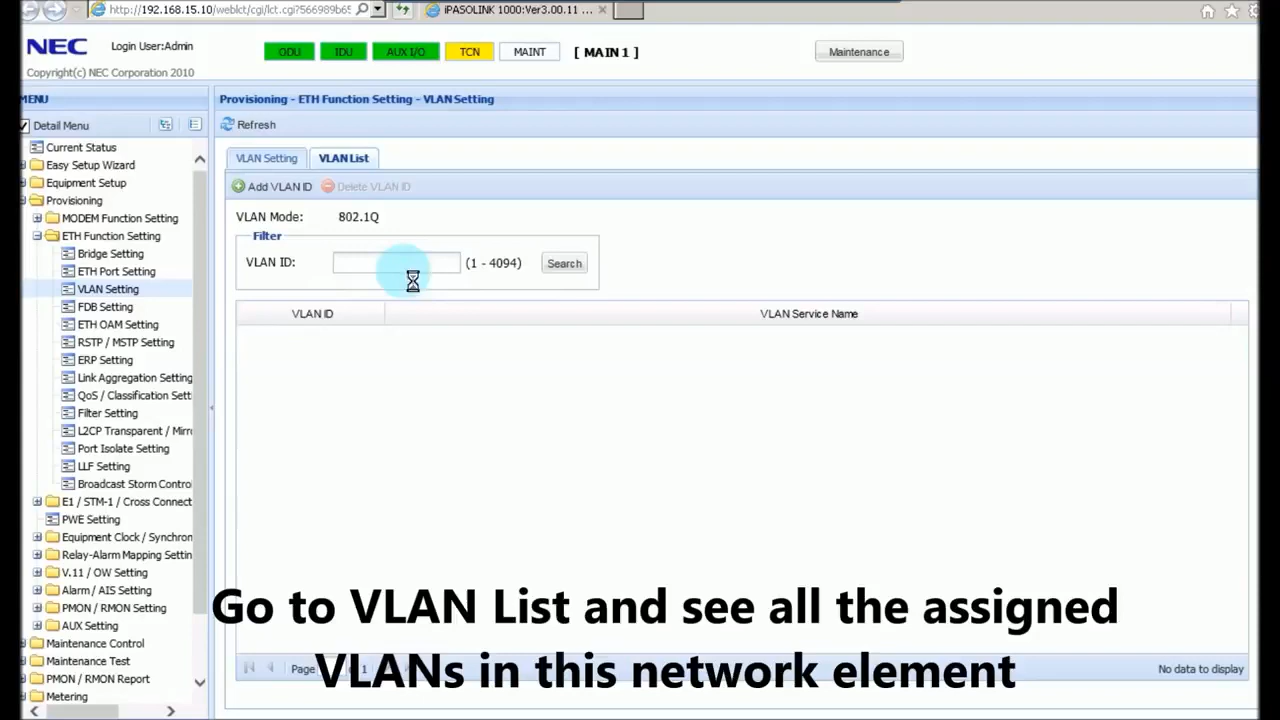 http://192.168.15.10/weblct/cgi/lct.cgi?566989b65
iPASOLINK 1000:Ver3.00.11 ...
NEC
Login User:Admin
ODU
IDU
AUX I/O
TCN
MAINT
[ MAIN 1 ]
Maintenance
Copyright(c) NEC Corporation 2010
MENU
Provisioning - ETH Function Setting - VLAN Setting
Detail Menu
Refresh
Current Status
Easy Setup Wizard
Equipment Setup
Provisioning
MODEM Function Setting
ETH Function Setting
Bridge Setting
ETH Port Setting
VLAN Setting
FDB Setting
ETH OAM Setting
RSTP / MSTP Setting
ERP Setting
Link Aggregation Setting
QoS / Classification Sett
Filter Setting
L2CP Transparent / Mirr
Port Isolate Setting
LLF Setting
Broadcast Storm Contro
E1 / STM-1 / Cross Connect
PWE Setting
Equipment Clock / Synchron
Relay-Alarm Mapping Settin
V.11 / OW Setting
Alarm / AIS Setting
PMON / RMON Setting
AUX Setting
Maintenance Control
Maintenance Test
PMON / RMON Report
Metering
VLAN Setting
VLAN List
Add VLAN ID
Delete VLAN ID
VLAN Mode: 802.1Q
Filter
VLAN ID:
(1 - 4094)
Search
VLAN ID
VLAN Service Name
Go to VLAN List and see all the assigned
VLANs in this network element
Page
1
No data to display